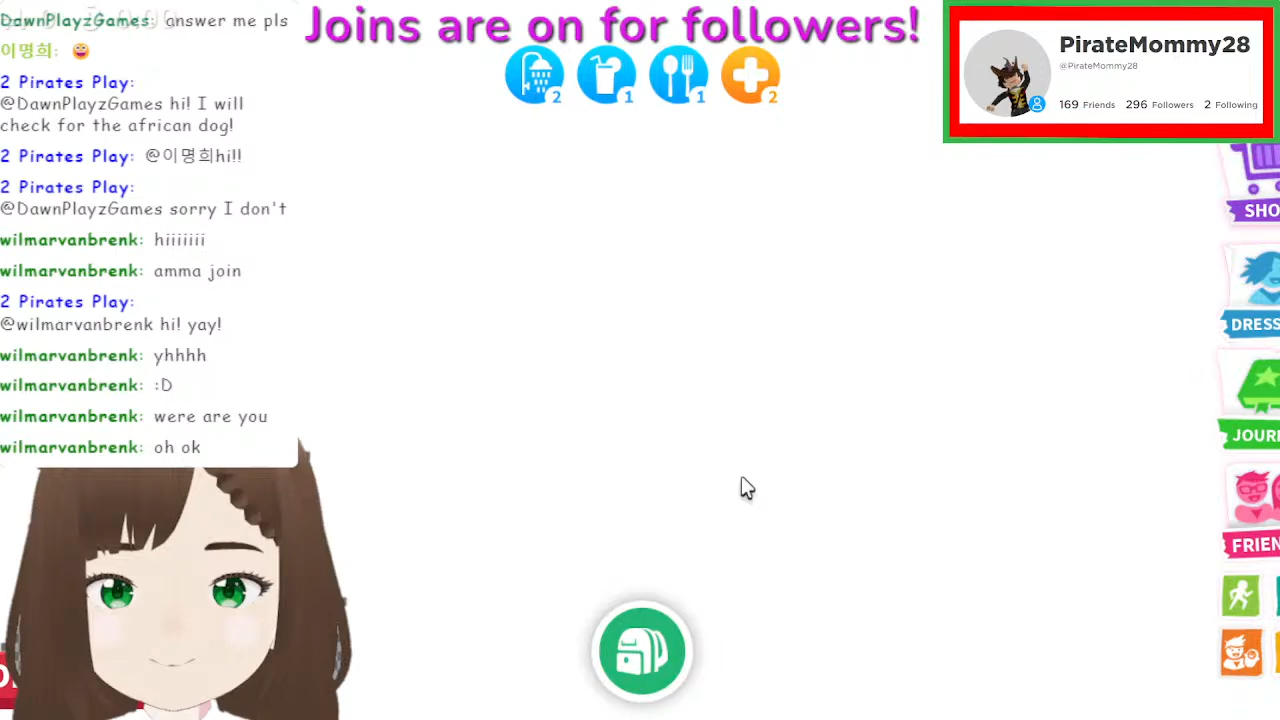 DawnPlayzGames: answer me pls
이명희:
2 Pirates Play:
@DawnPlayzGames hi! I will
check for the african dog!
2 Pirates Play: @이명희hi!!
2 Pirates Play:
@DawnPlayzGames sorry I don't
wilmarvanbrenk: hiiiiiii
wilmarvanbrenk: amma join
2 Pirates Play:
@wilmarvanbrenk hi! yay!
wilmarvanbrenk: yhhhh
wilmarvanbrenk: :D
wilmarvanbrenk: were are you
wilmarvanbrenk: oh ok
Joins are on for followers!
2 1 1 2
PirateMommy28
@PirateMommy28
169 Friends 296 Followers 2 Following
SHO
DRESS
JOUR
FRIEN